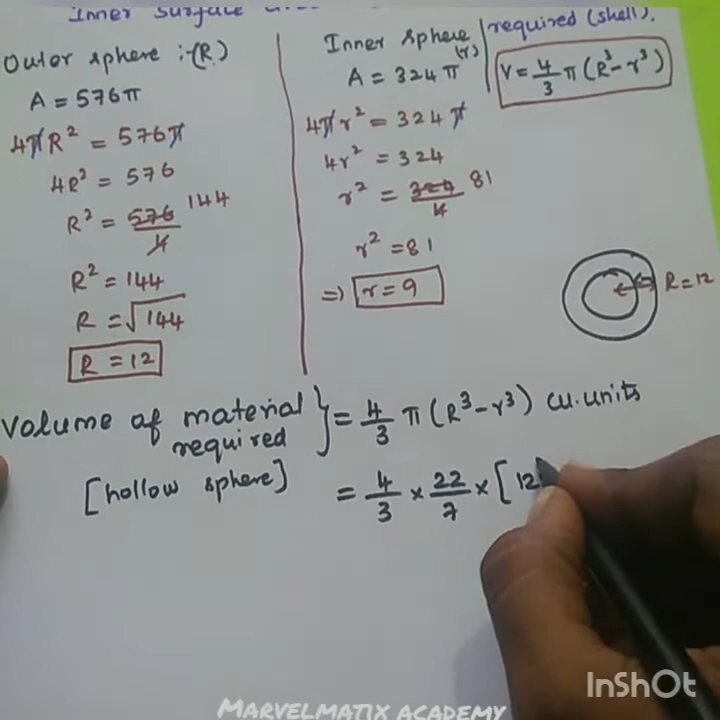 Inner Surface
Outer sphere :-(R)
A = 576π
4πR² = 576π
4R² = 576
R² = 576/4 144
R² = 144
R = √144
R = 12
Inner sphere (r)
A = 324π
4πr² = 324π
4r² = 324
r² = 324/4 81
r² = 81
=> r = 9
required (shell).
V = 4/3 π (R³ - r³)
R = 12
Volume of material required } = 4/3 π (R³ - r³) cu.units
[hollow sphere] = 4/3 × 22/7 × [12
InShOt
MARVELMATIX ACADEMY